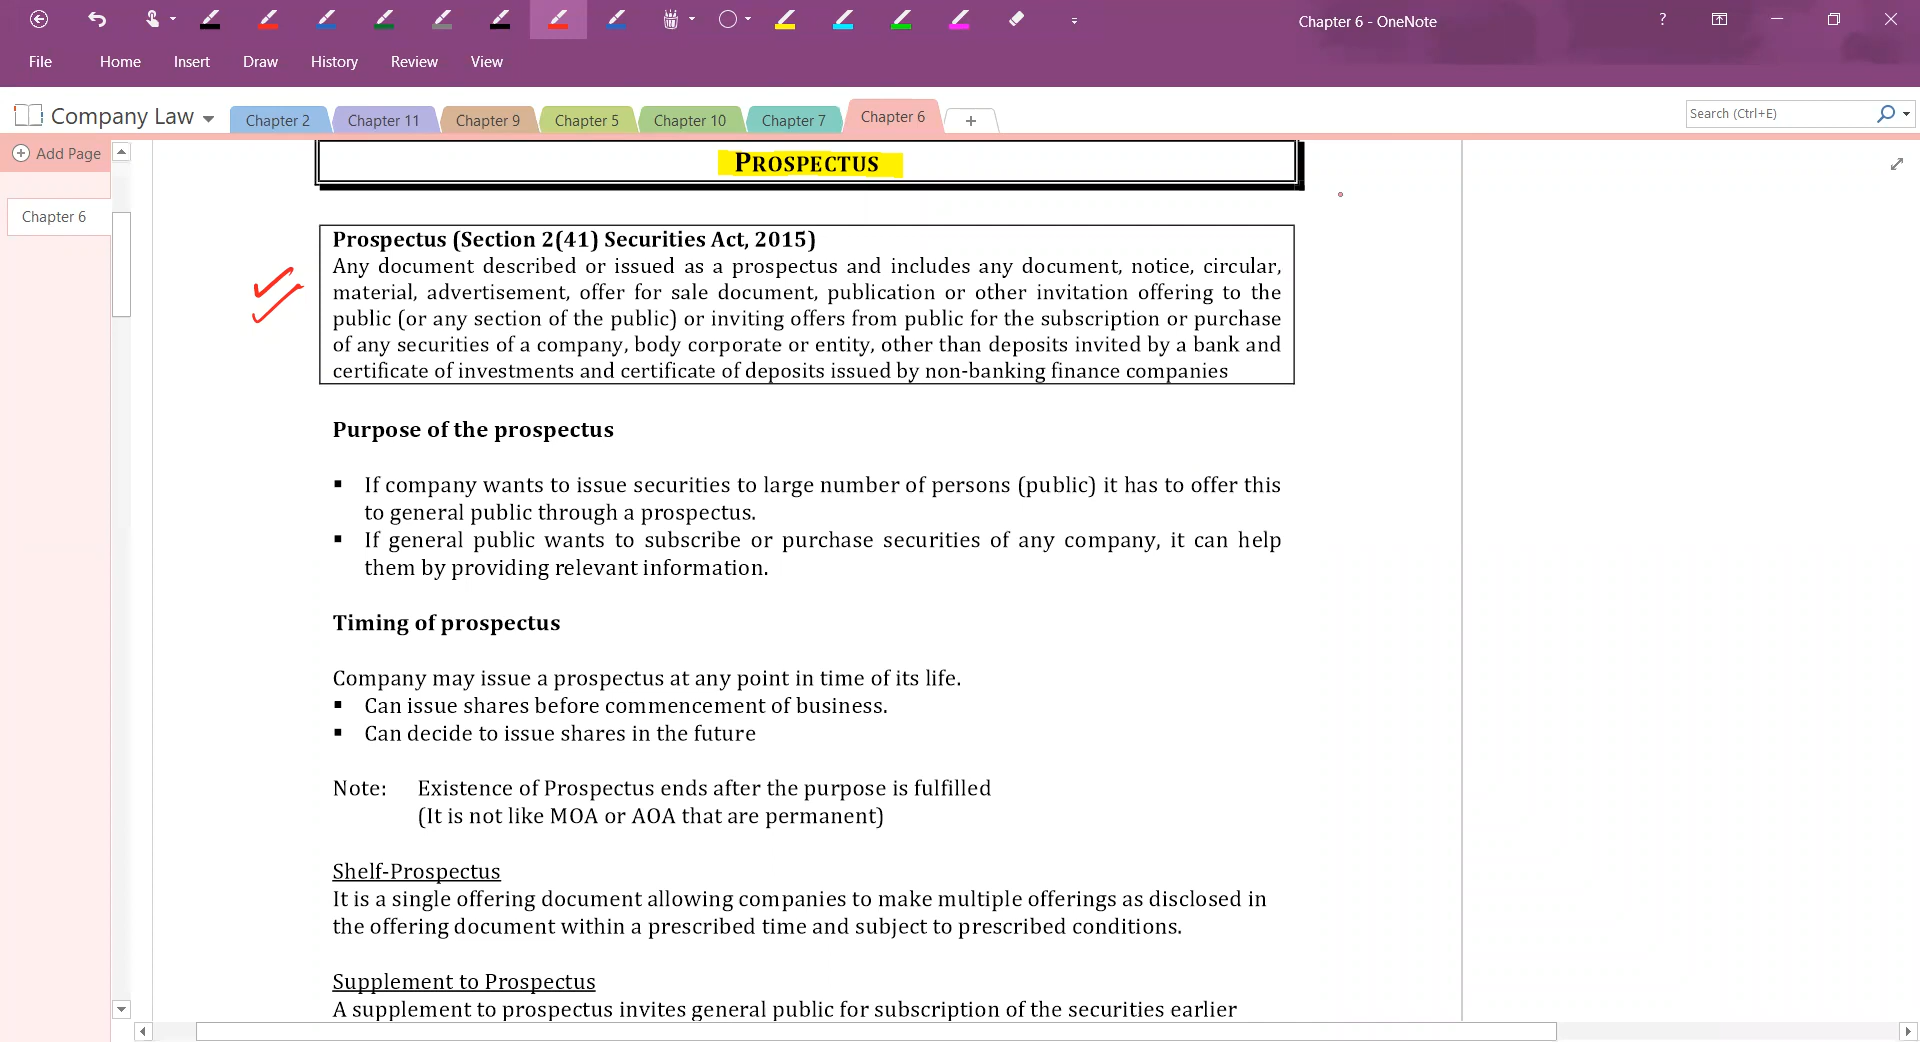 Chapter 6 - OneNote
?
File Home Insert Draw History Review View
Company Law
Chapter 2
Chapter 11
Chapter 9
Chapter 5
Chapter 10
Chapter 7
Chapter 6
+
Search (Ctrl+E)
Add Page
Chapter 6
PROSPECTUS
Prospectus (Section 2(41) Securities Act, 2015)
Any document described or issued as a prospectus and includes any document, notice, circular,
material, advertisement, offer for sale document, publication or other invitation offering to the
public (or any section of the public) or inviting offers from public for the subscription or purchase
of any securities of a company, body corporate or entity, other than deposits invited by a bank and
certificate of investments and certificate of deposits issued by non-banking finance companies
Purpose of the prospectus
▪ If company wants to issue securities to large number of persons (public) it has to offer this
to general public through a prospectus.
▪ If general public wants to subscribe or purchase securities of any company, it can help
them by providing relevant information.
Timing of prospectus
Company may issue a prospectus at any point in time of its life.
▪ Can issue shares before commencement of business.
▪ Can decide to issue shares in the future
Note: Existence of Prospectus ends after the purpose is fulfilled
(It is not like MOA or AOA that are permanent)
Shelf-Prospectus
It is a single offering document allowing companies to make multiple offerings as disclosed in
the offering document within a prescribed time and subject to prescribed conditions.
Supplement to Prospectus
A supplement to prospectus invites general public for subscription of the securities earlier